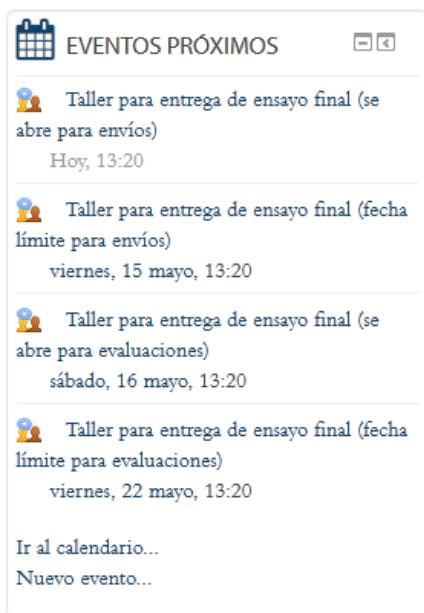 EVENTOS PRÓXIMOS
Taller para entrega de ensayo final (se
abre para envíos)
Hoy, 13:20
Taller para entrega de ensayo final (fecha
límite para envíos)
viernes, 15 mayo, 13:20
Taller para entrega de ensayo final (se
abre para evaluaciones)
sábado, 16 mayo, 13:20
Taller para entrega de ensayo final (fecha
límite para evaluaciones)
viernes, 22 mayo, 13:20
Ir al calendario...
Nuevo evento...